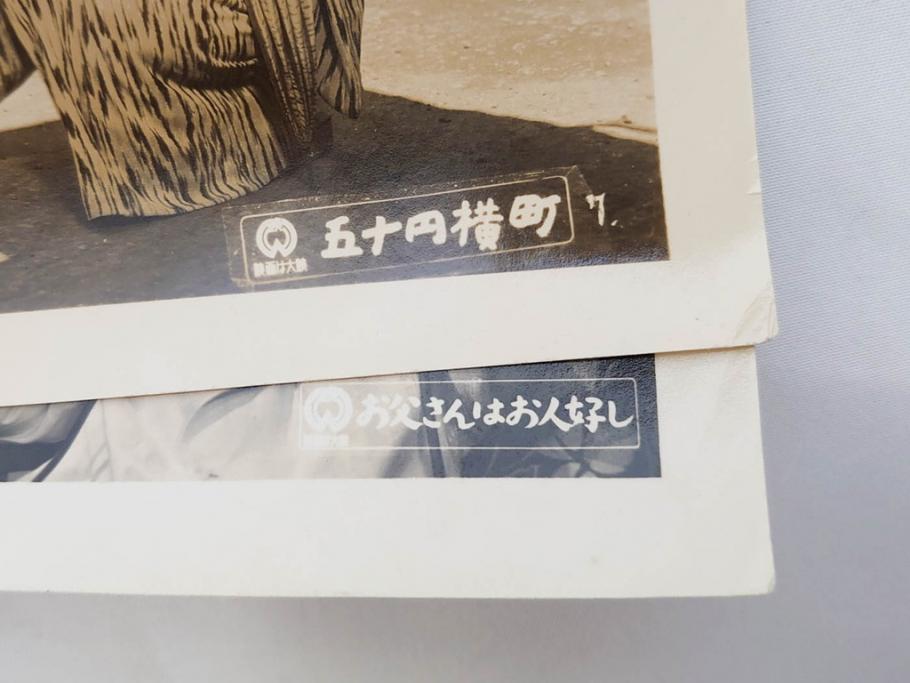 五十円横町
映画は大映
お父さんはお人好し